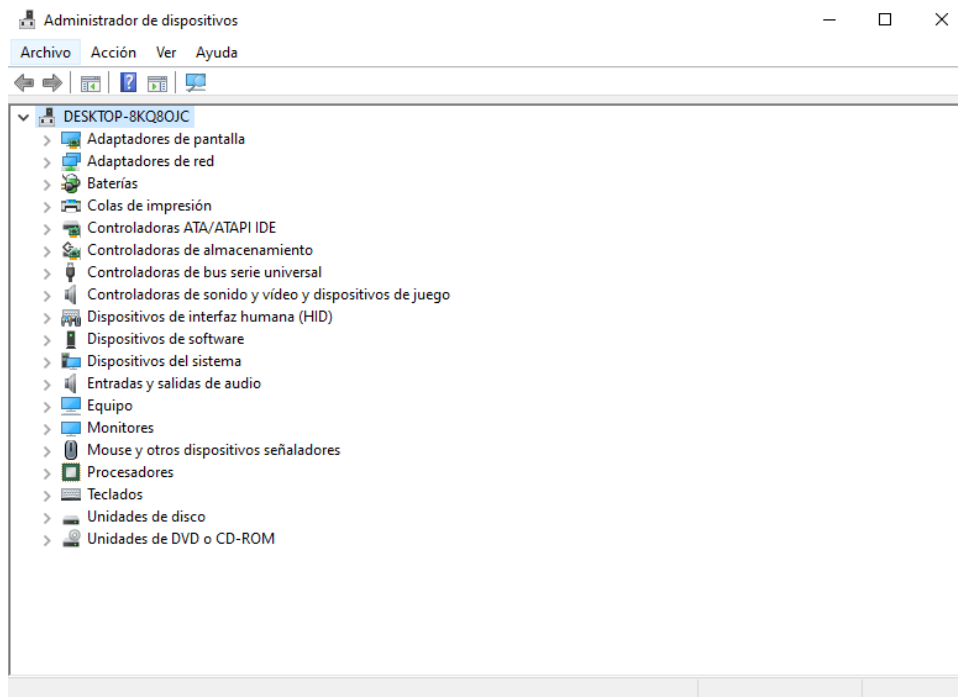 Administrador de dispositivos
Archivo Acción Ver Ayuda
DESKTOP-8KQ8OJC
Adaptadores de pantalla
Adaptadores de red
Baterías
Colas de impresión
Controladoras ATA/ATAPI IDE
Controladoras de almacenamiento
Controladoras de bus serie universal
Controladoras de sonido y vídeo y dispositivos de juego
Dispositivos de interfaz humana (HID)
Dispositivos de software
Dispositivos del sistema
Entradas y salidas de audio
Equipo
Monitores
Mouse y otros dispositivos señaladores
Procesadores
Teclados
Unidades de disco
Unidades de DVD o CD-ROM